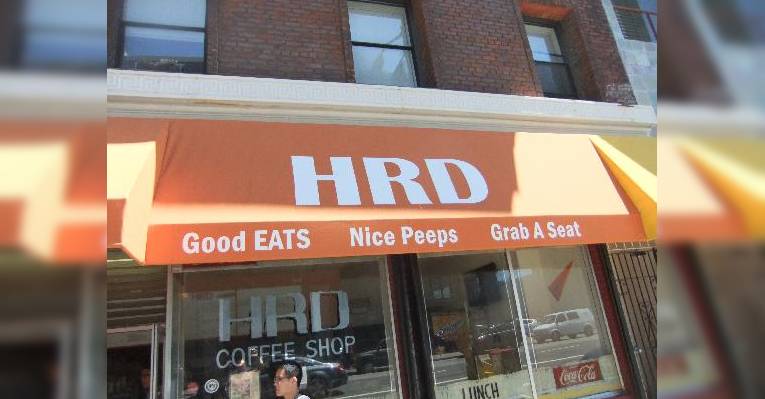 HRD
Good EATS Nice Peeps Grab A Seat
HRD
COFFEE SHOP
LUNCH
Coca-Cola